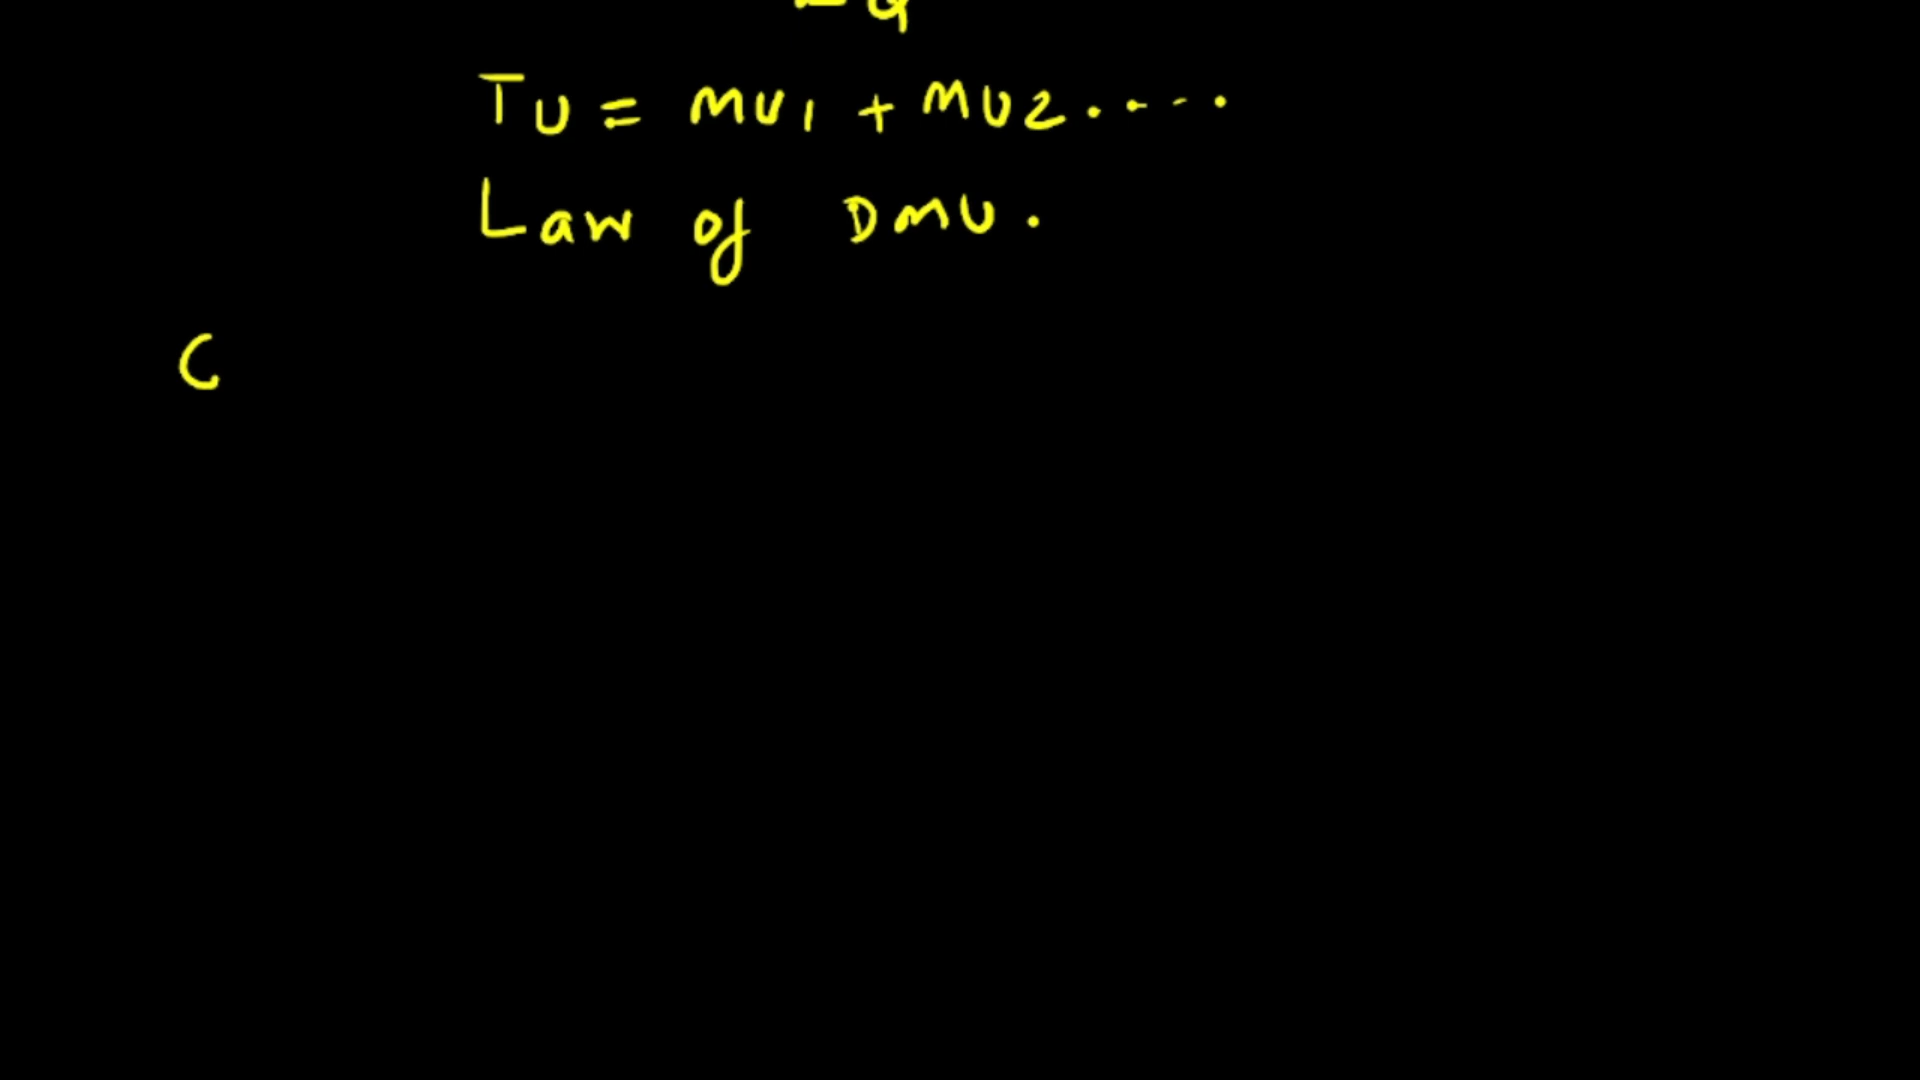 TU = MU1 + MU2.....
Law of DMU.
C